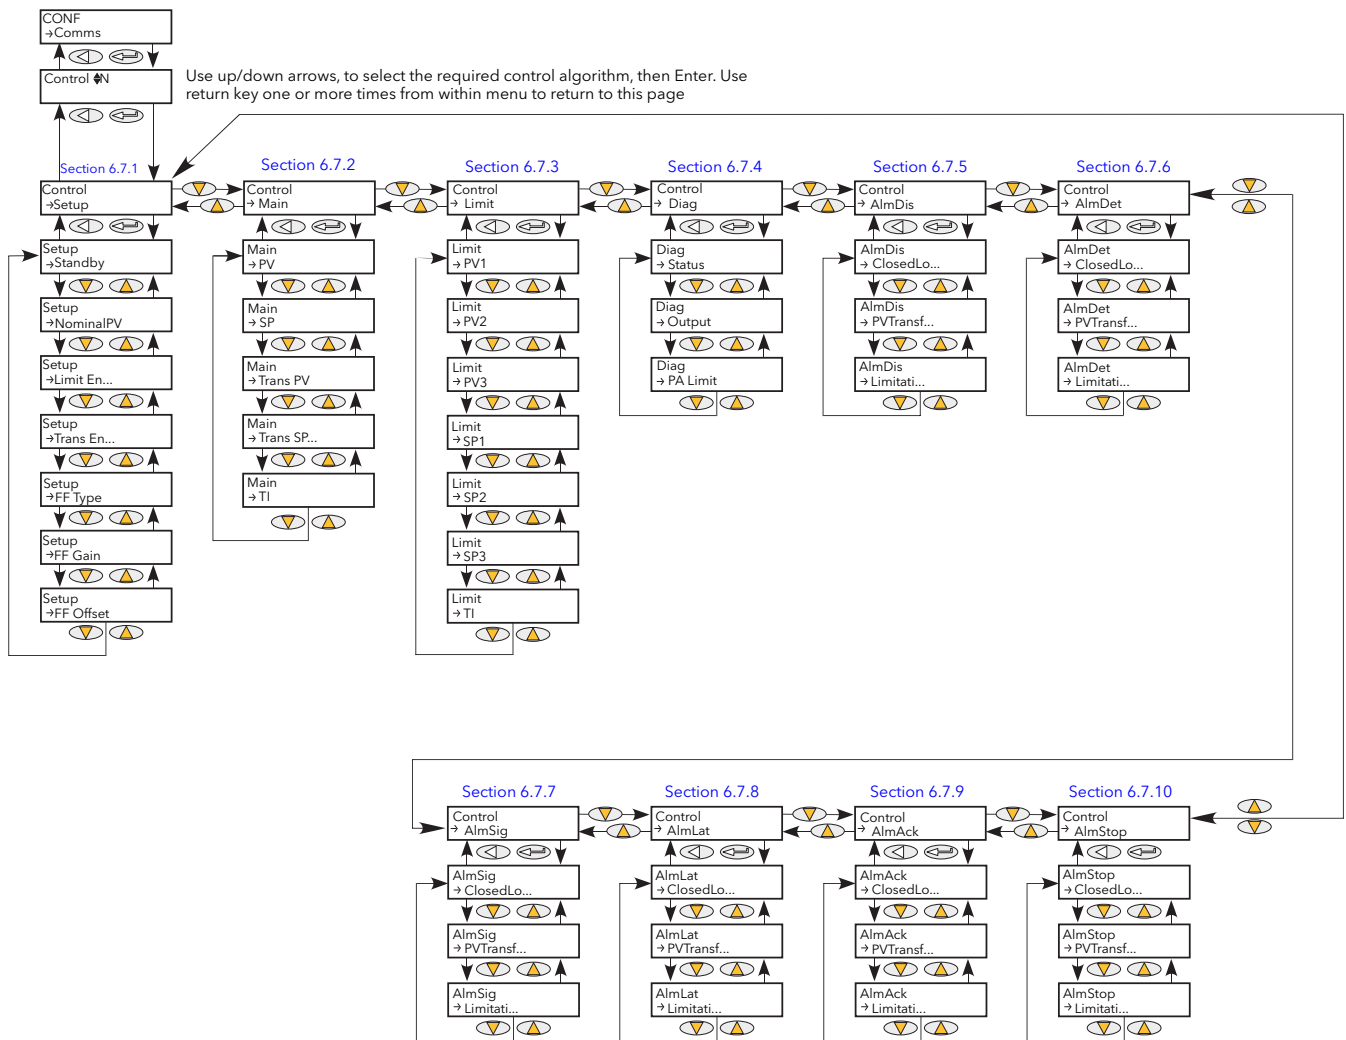 CONF
→Comms
Control ♦N
Use up/down arrows, to select the required control algorithm, then Enter. Use
return key one or more times from within menu to return to this page
Section 6.7.1
Section 6.7.2
Section 6.7.3
Section 6.7.4
Section 6.7.5
Section 6.7.6
Control
→Setup
Control
→ Main
Control
→ Limit
Control
→ Diag
Control
→ AlmDis
Control
→ AlmDet
Setup
→Standby
Main
→ PV
Limit
→ PV1
Diag
→ Status
AlmDis
→ ClosedLo...
AlmDet
→ ClosedLo...
Setup
→NominalPV
Main
→ SP
Limit
→ PV2
Diag
→ Output
AlmDis
→ PVTransf...
AlmDet
→ PVTransf...
Setup
→Limit En...
Main
→ Trans PV
Limit
→ PV3
Diag
→ PA Limit
AlmDis
→ Limitati...
AlmDet
→ Limitati...
Setup
→Trans En...
Main
→ Trans SP...
Limit
→ SP1
Setup
→FF Type
Main
→ TI
Limit
→ SP2
Setup
→FF Gain
Limit
→ SP3
Setup
→FF Offset
Limit
→ TI
Section 6.7.7
Section 6.7.8
Section 6.7.9
Section 6.7.10
Control
→ AlmSig
Control
→ AlmLat
Control
→ AlmAck
Control
→ AlmStop
AlmSig
→ ClosedLo...
AlmLat
→ ClosedLo...
AlmAck
→ ClosedLo...
AlmStop
→ ClosedLo...
AlmSig
→ PVTransf...
AlmLat
→ PVTransf...
AlmAck
→ PVTransf...
AlmStop
→ PVTransf...
AlmSig
→ Limitati...
AlmLat
→ Limitati...
AlmAck
→ Limitati...
AlmStop
→ Limitati...